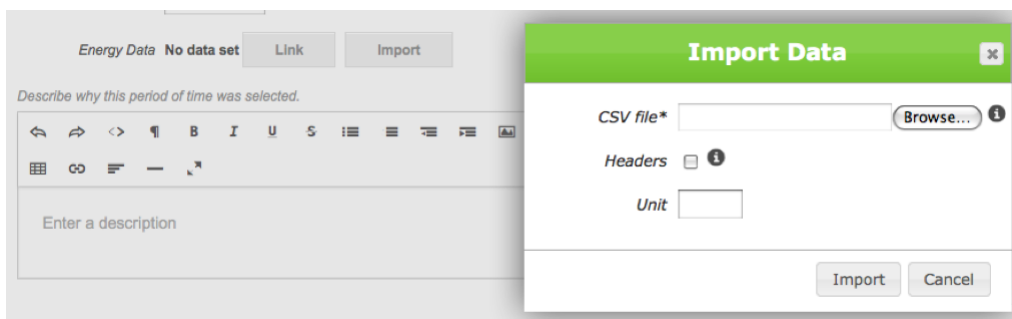 Energy Data No data set Link Import
Describe why this period of time was selected.
B I U S
Enter a description
Import Data
CSV file* Browse...
Headers
Unit
Import Cancel